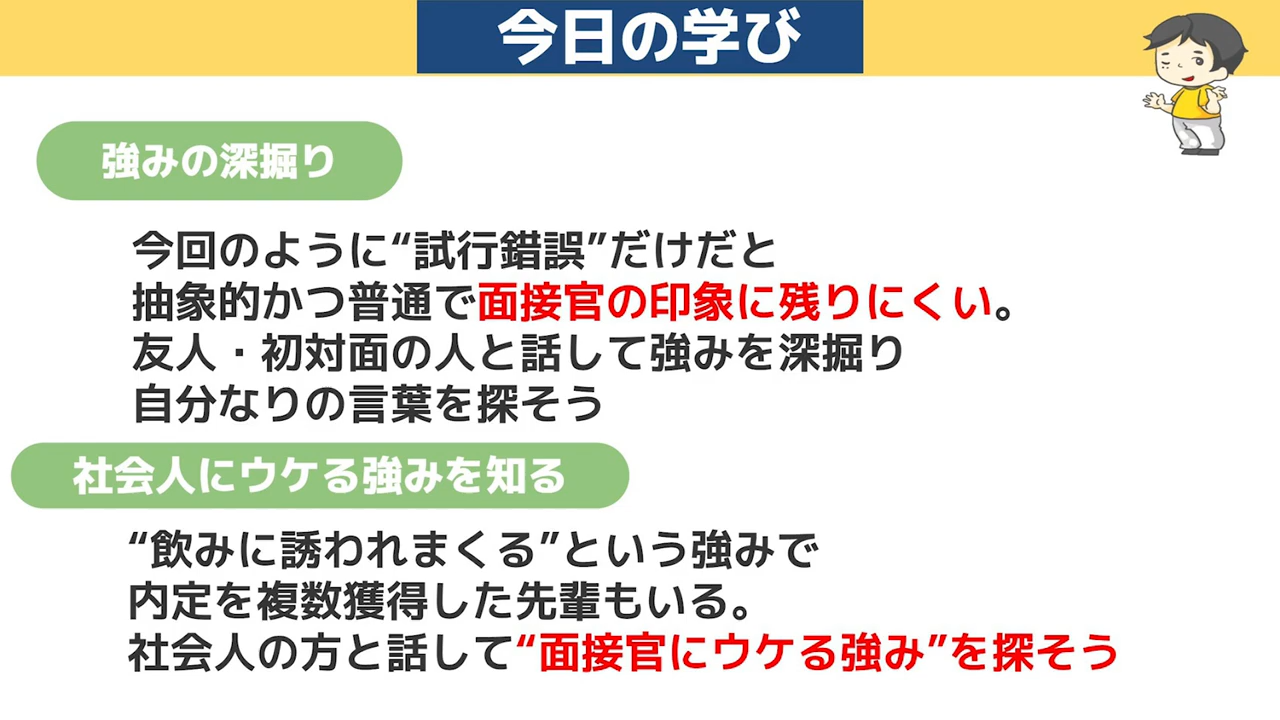 今日の学び
強みの深掘り
今回のように“試行錯誤”だけだと
抽象的かつ普通で面接官の印象に残りにくい。
友人・初対面の人と話して強みを深掘り
自分なりの言葉を探そう
社会人にウケる強みを知る
“飲みに誘われまくる”という強みで
内定を複数獲得した先輩もいる。
社会人の方と話して“面接官にウケる強み”を探そう